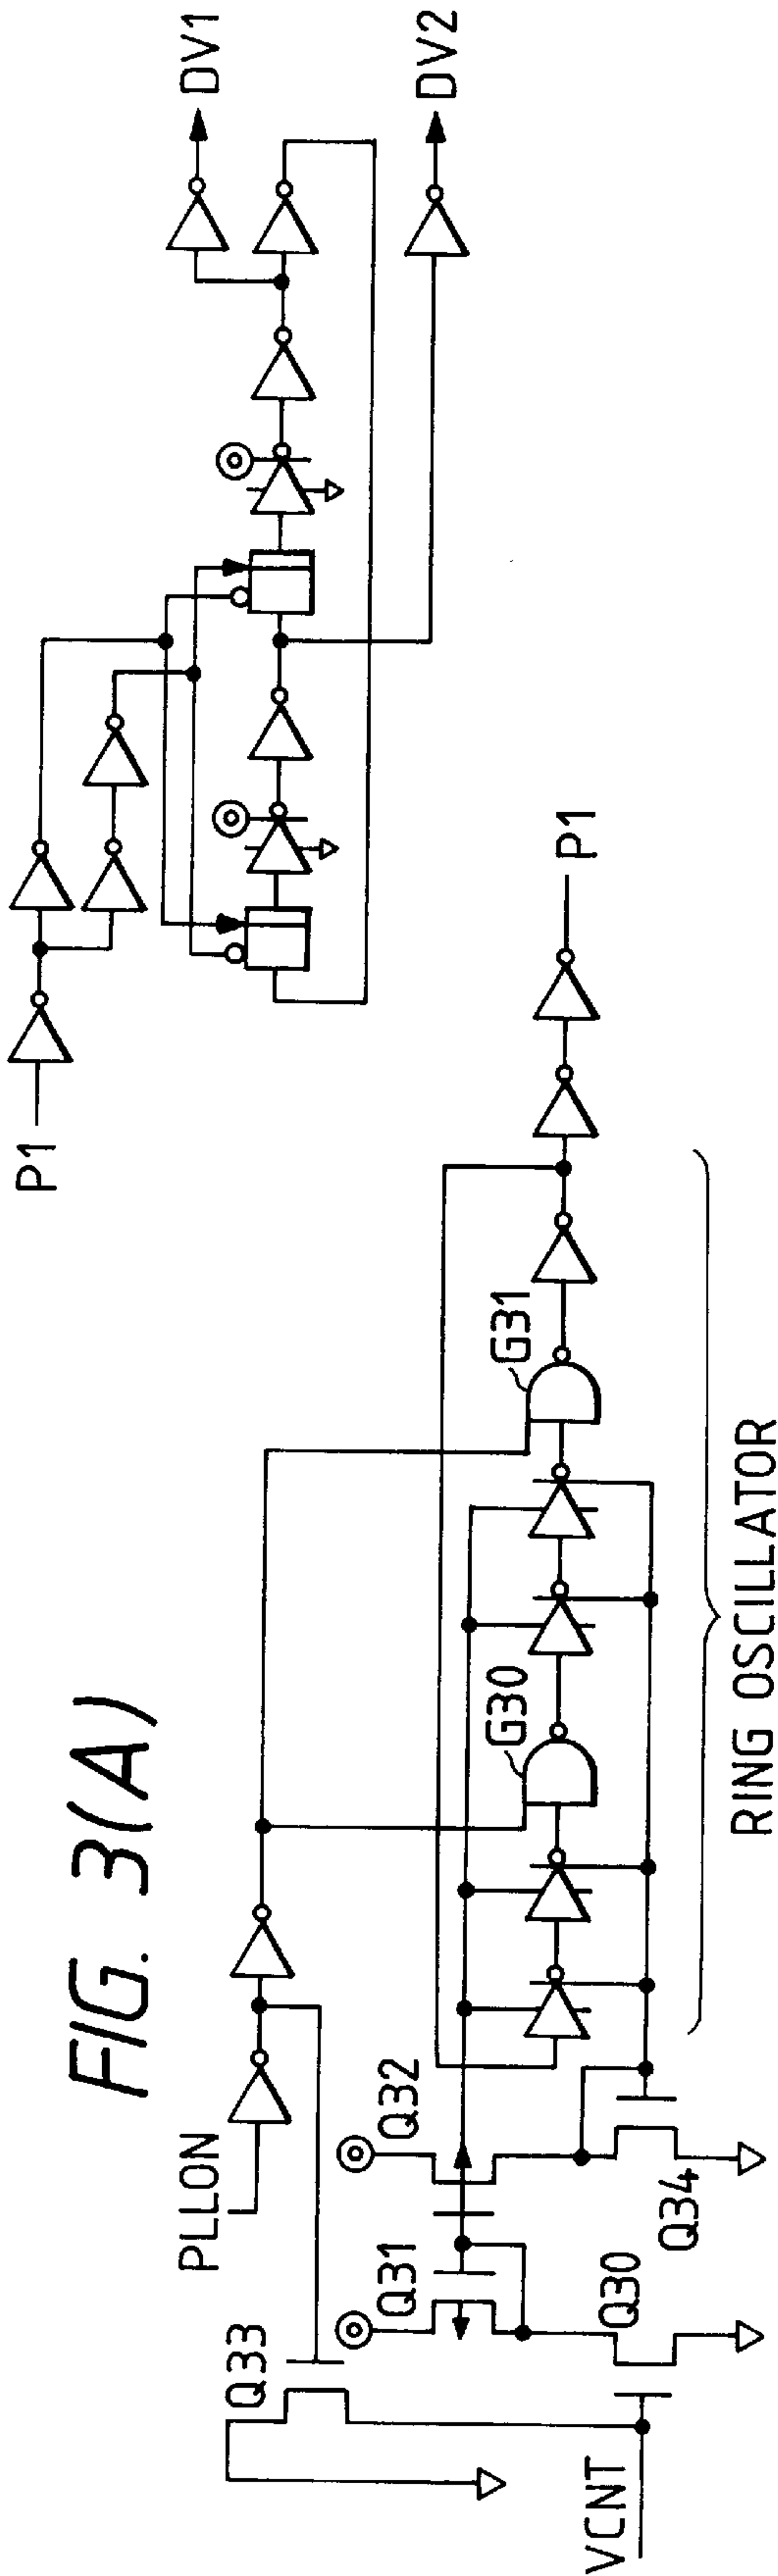 FIG. 3(A)
P1
DV1
DV2
PLLON
Q33
Q31
Q32
G30
G31
P1
VCNT
Q30
Q34
RING OSCILLATOR